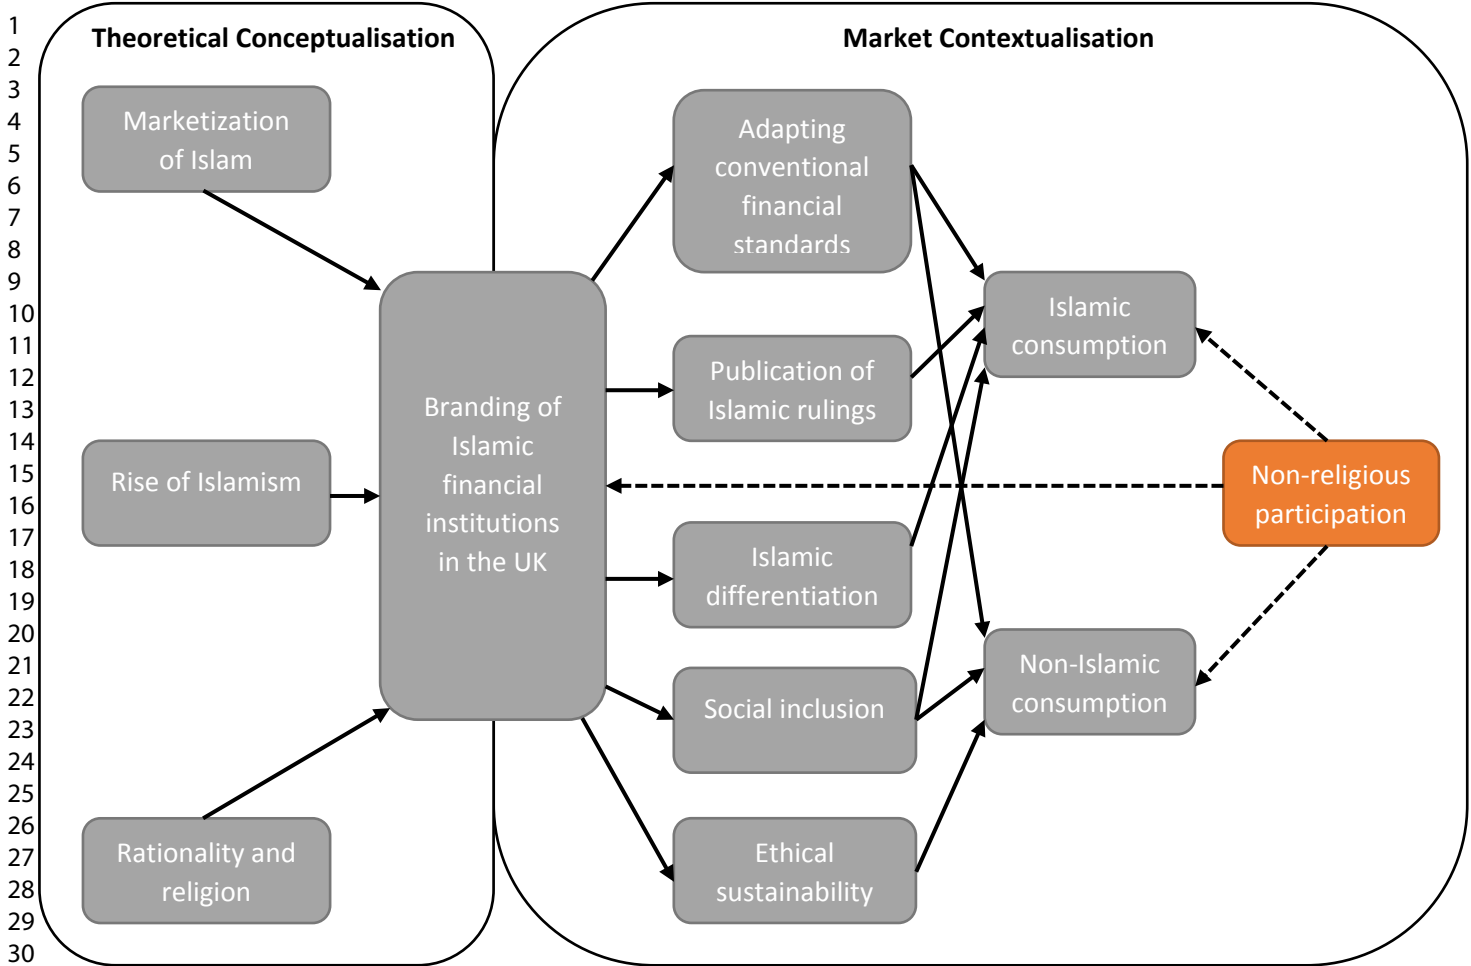 1
2
3
4
5
6
7
8
9
10
11
12
13
14
15
16
17
18
19
20
21
22
23
24
25
26
27
28
29
30
Theoretical Conceptualisation
Marketization
of Islam
Rise of Islamism
Rationality and
religion
Branding of
Islamic
financial
institutions
in the UK
Market Contextualisation
Adapting
conventional
financial
standards
Publication of
Islamic rulings
Islamic
differentiation
Social inclusion
Ethical
sustainability
Islamic
consumption
Non-Islamic
consumption
Non-religious
participation